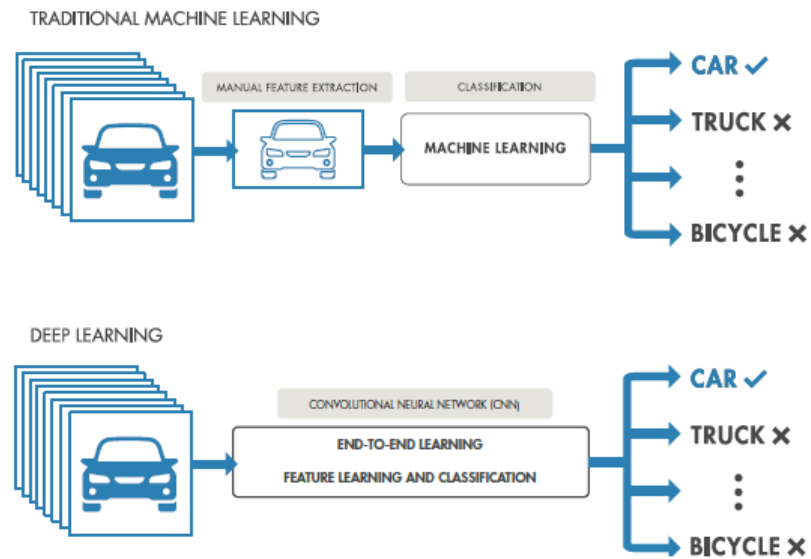 TRADITIONAL MACHINE LEARNING
MANUAL FEATURE EXTRACTION
CLASSIFICATION
MACHINE LEARNING
CAR ✓
TRUCK ×
⋮
BICYCLE ×
DEEP LEARNING
CONVOLUTIONAL NEURAL NETWORK (CNN)
END-TO-END LEARNING
FEATURE LEARNING AND CLASSIFICATION
CAR ✓
TRUCK ×
⋮
BICYCLE ×